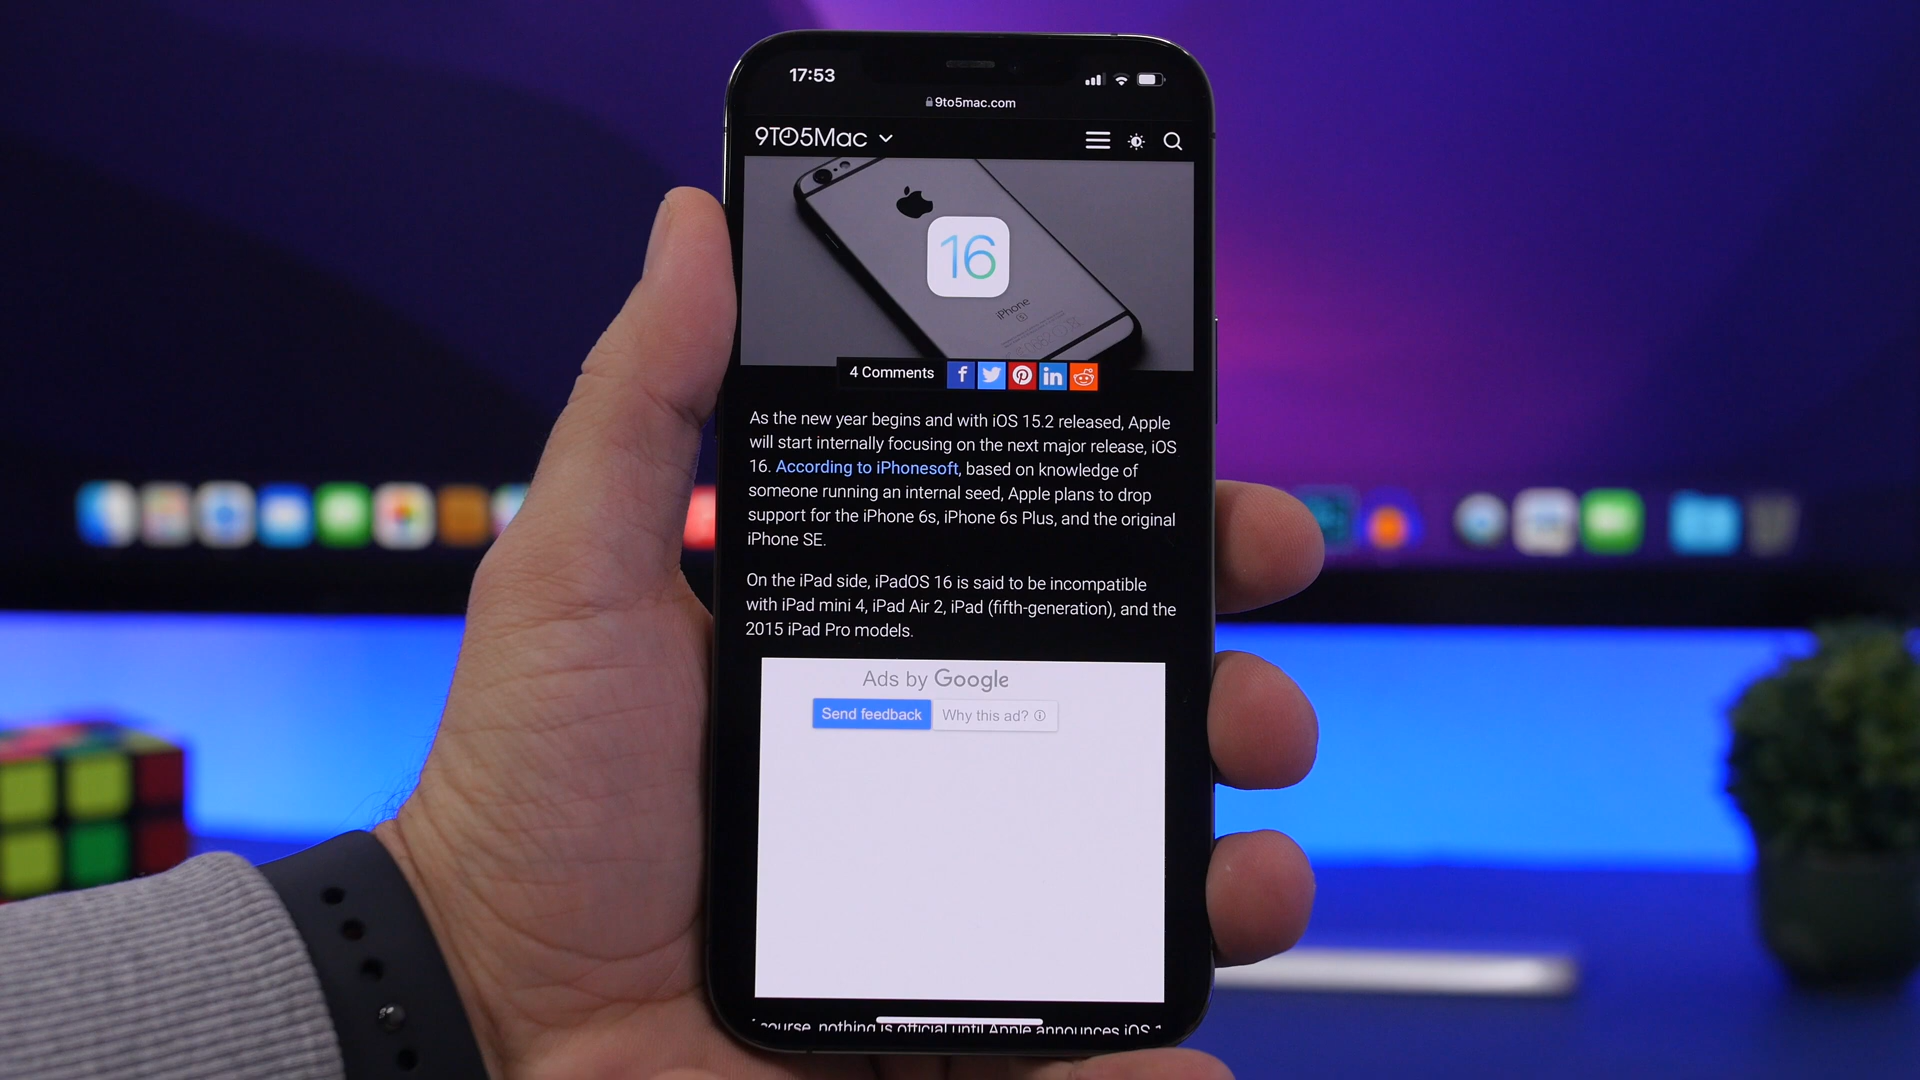 17:53
9to5mac.com
9TO5Mac
16
iPhone
S
4 Comments
As the new year begins and with iOS 15.2 released, Apple
will start internally focusing on the next major release, iOS
16. According to iPhonesoft, based on knowledge of
someone running an internal seed, Apple plans to drop
support for the iPhone 6s, iPhone 6s Plus, and the original
iPhone SE.
On the iPad side, iPadOS 16 is said to be incompatible
with iPad mini 4, iPad Air 2, iPad (fifth-generation), and the
2015 iPad Pro models.
Ads by Google
Send feedback
Why this ad?
course, nothing is official until Apple announces iOS